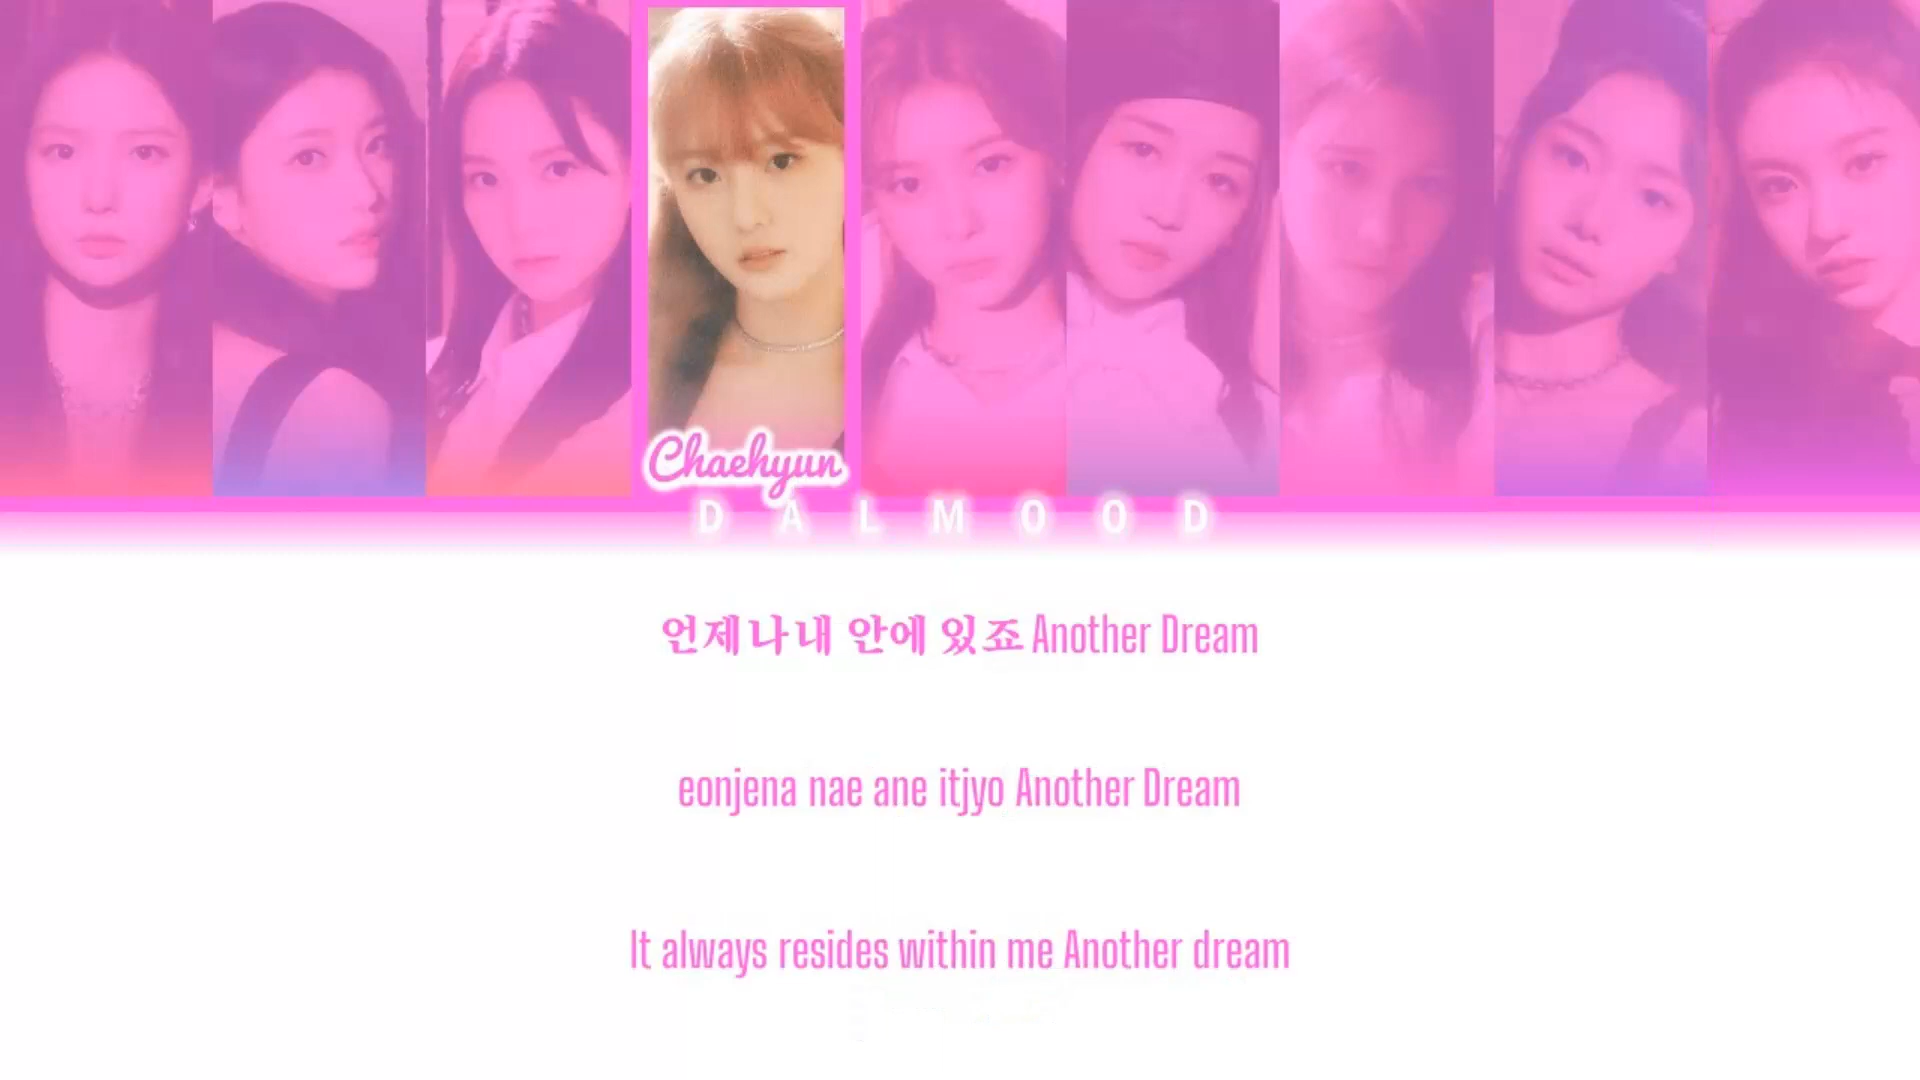 Chaehyun
DALMOOD
언제나 내 안에 있죠 Another Dream
eonjena nae ane itjyo Another Dream
It always resides within me Another dream